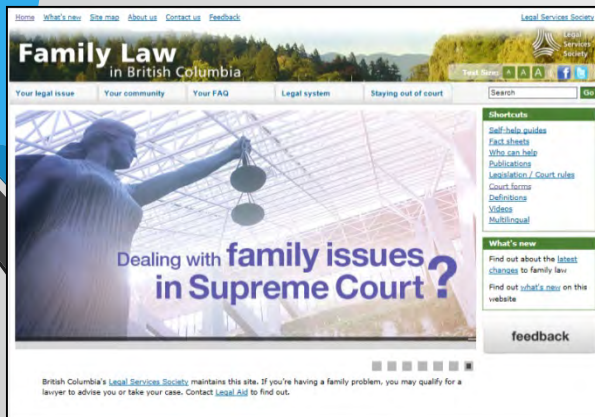 Home What's new Site map About us Contact us Feedback
Legal Services Society
Family Law
in British Columbia
Legal
Services
Society
Text Size: A A A
Your legal issue Your community Your FAQ Legal system Staying out of court
Search Go
Dealing with family issues
in Supreme Court?
Shortcuts
Self-help guides
Fact sheets
Who can help
Publications
Legislation / Court rules
Court forms
Definitions
Videos
Multilingual
What's new
Find out about the latest
changes to family law
Find out what's new on this
website
feedback
British Columbia's Legal Services Society maintains this site. If you're having a family problem, you may qualify for a
lawyer to advise you or take your case. Contact Legal Aid to find out.